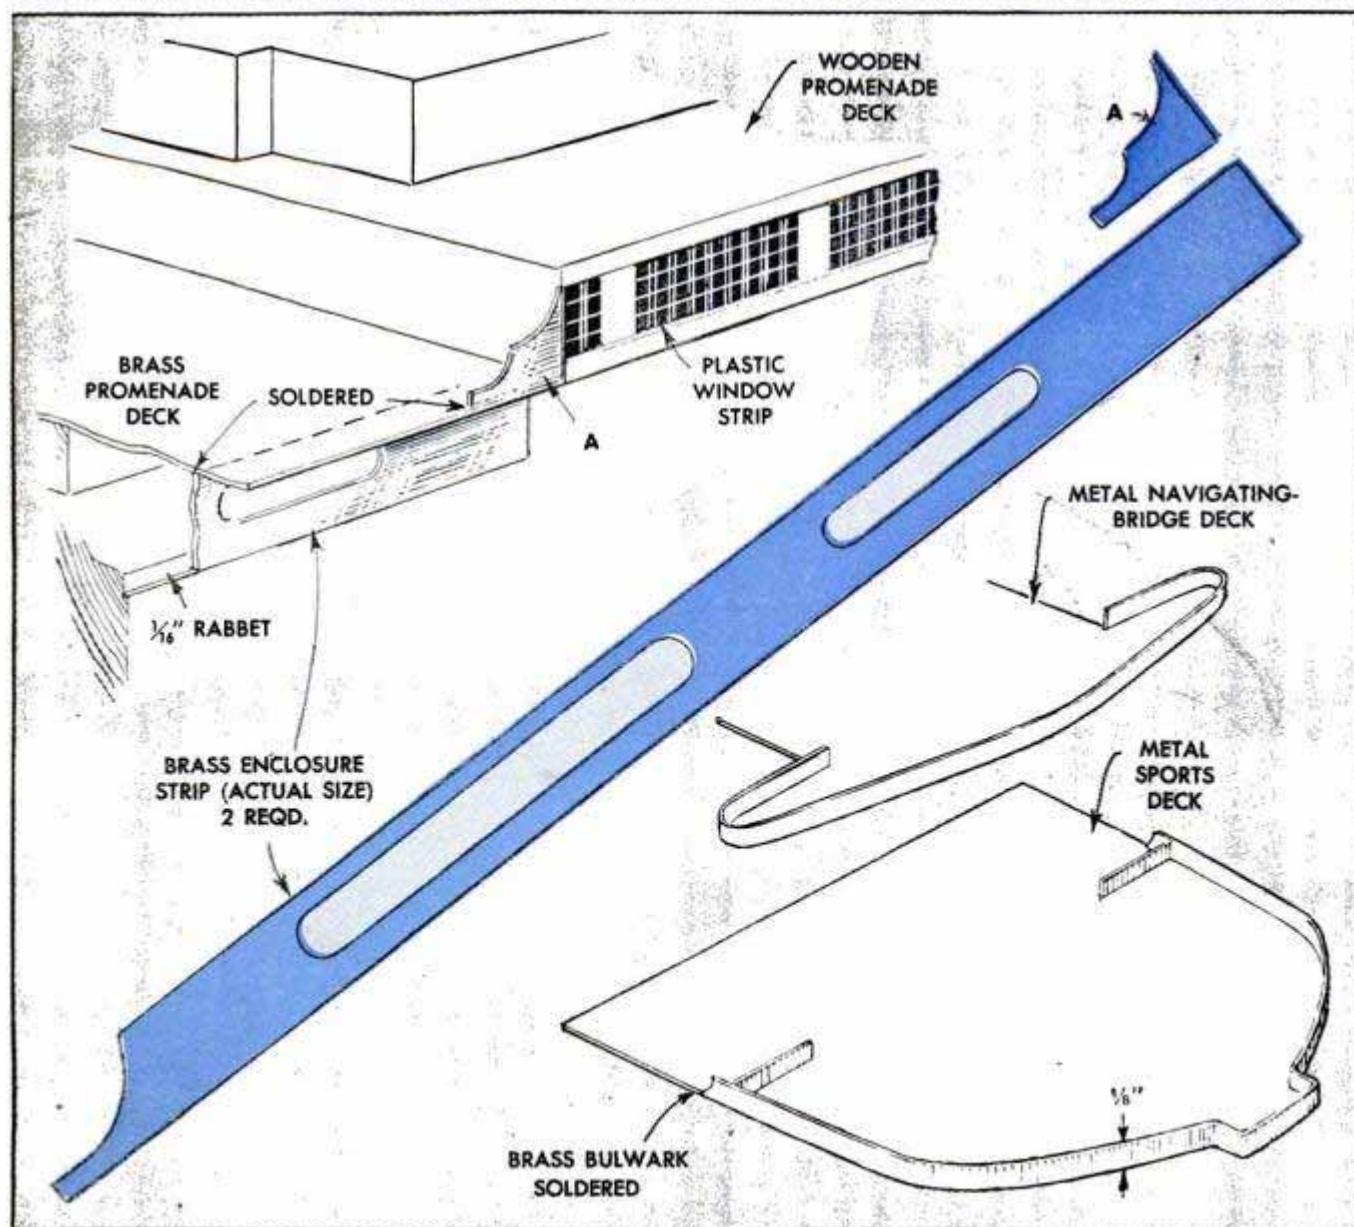 WOODEN
PROMENADE
DECK
A
BRASS
PROMENADE
DECK
SOLDERED
PLASTIC
WINDOW
STRIP
A
METAL NAVIGATING-
BRIDGE DECK
1/16" RABBET
BRASS ENCLOSURE
STRIP (ACTUAL SIZE)
2 REQD.
METAL
SPORTS
DECK
1/8"
BRASS BULWARK
SOLDERED